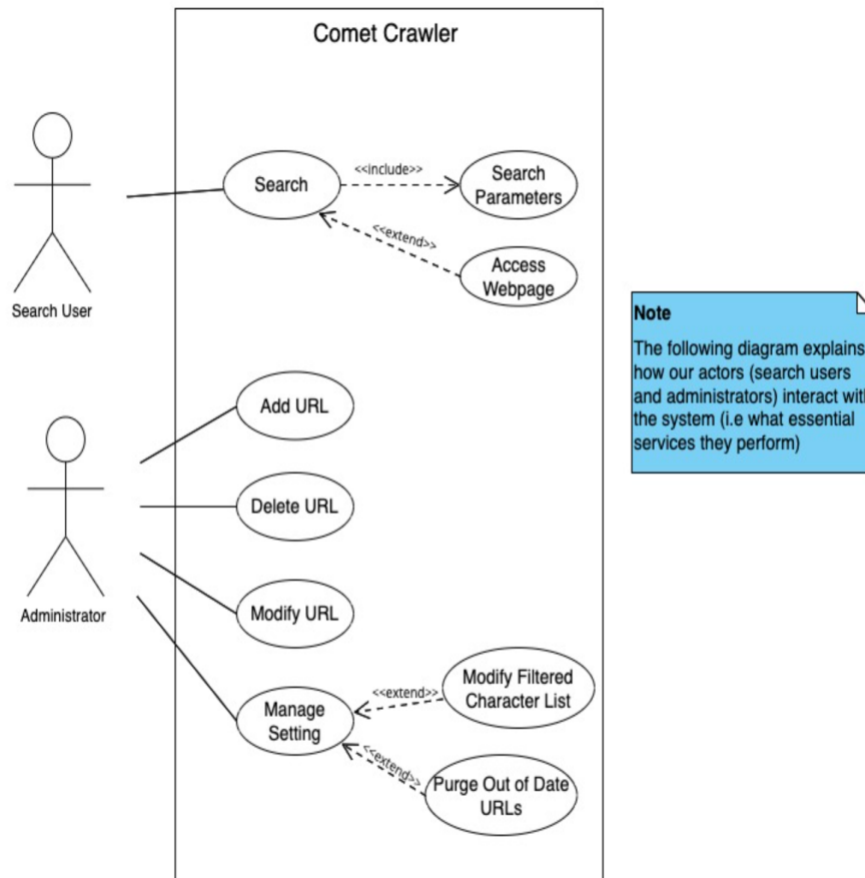 Comet Crawler
Search
<<include>>
Search
Parameters
<<extend>>
Access
Webpage
Search User
Note
The following diagram explains
how our actors (search users
and administrators) interact with
the system (i.e what essential
services they perform)
Add URL
Delete URL
Modify URL
Administrator
Manage
Setting
<<extend>>
Modify Filtered
Character List
<<extend>>
Purge Out of Date
URLs